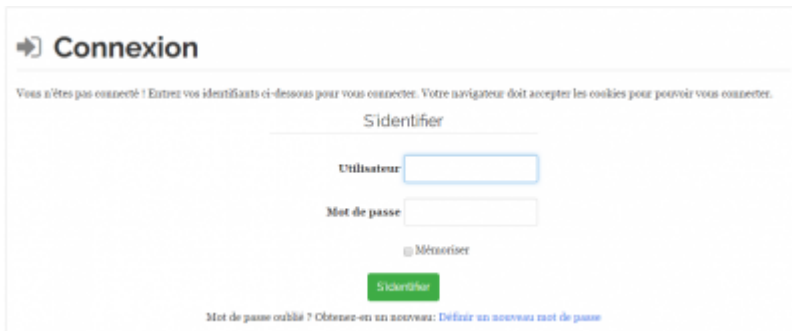 Connexion
Vous n'êtes pas connecté ! Entrez vos identifiants ci-dessous pour vous connecter. Votre navigateur doit accepter les cookies pour pouvoir vous connecter.
S'identifier
Utilisateur
Mot de passe
Mémoriser
S'identifier
Mot de passe oublié ? Obtenez-en un nouveau: Définir un nouveau mot de passe